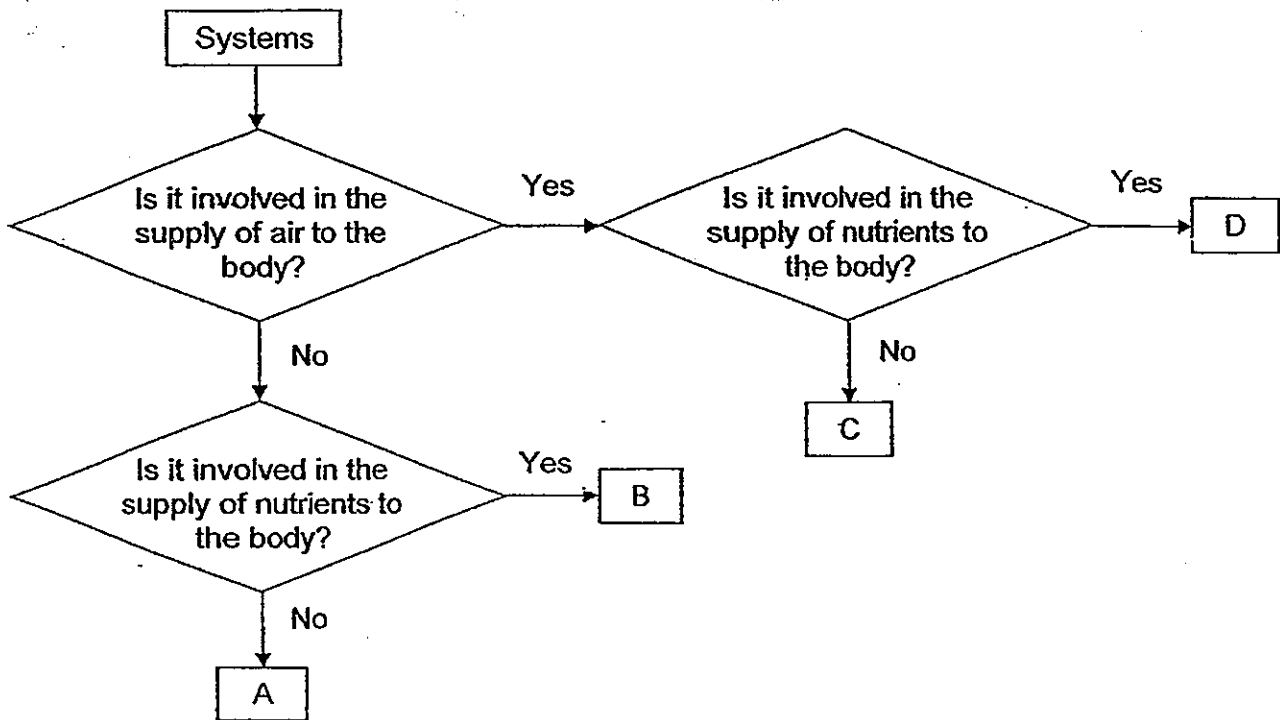 Systems
Is it involved in the
supply of air to the
body?
Yes
Is it involved in the
supply of nutrients to
the body?
Yes
D
No
No
C
Is it involved in the
supply of nutrients to
the body?
Yes
B
No
A